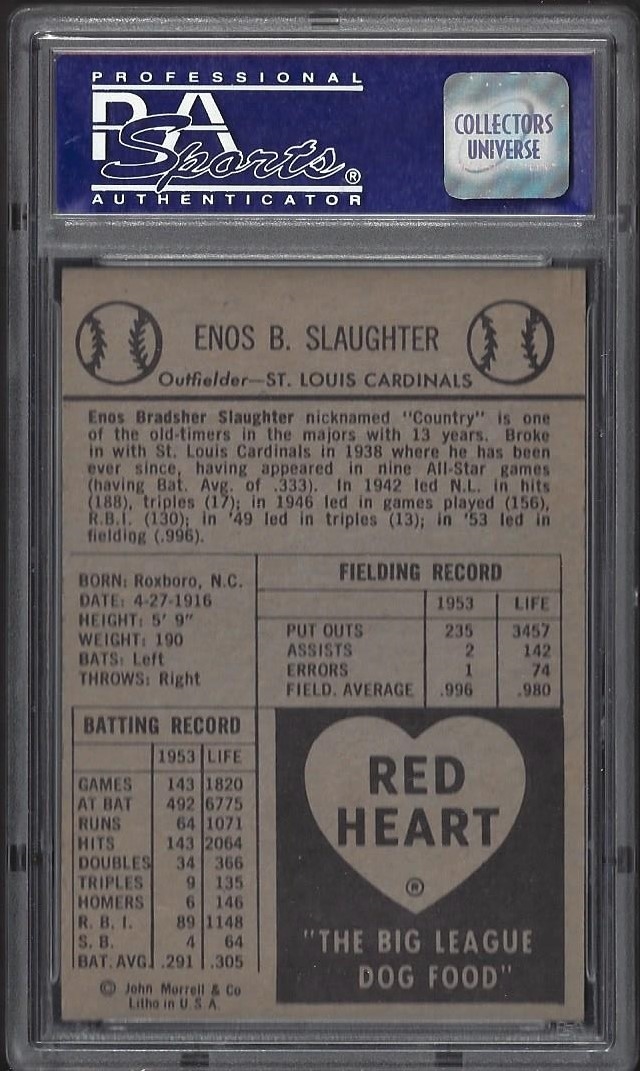 PROFESSIONAL
PSA
Sports®
AUTHENTICATOR
COLLECTORS
UNIVERSE
ENOS B. SLAUGHTER
Outfielder—ST. LOUIS CARDINALS
Enos Bradsher Slaughter nicknamed "Country" is one
of the old-timers in the majors with 13 years. Broke
in with St. Louis Cardinals in 1938 where he has been
ever since, having appeared in nine All-Star games
(having Bat. Avg. of .333). In 1942 led N.L. in hits
(188), triples (17); in 1946 led in games played (156),
R.B.I. (130); in '49 led in triples (13); in '53 led in
fielding (.996).
BORN: Roxboro, N.C.
DATE: 4-27-1916
HEIGHT: 5' 9"
WEIGHT: 190
BATS: Left
THROWS: Right
FIELDING RECORD
1953 LIFE
PUT OUTS 235 3457
ASSISTS 2 142
ERRORS 1 74
FIELD. AVERAGE .996 .980
BATTING RECORD
1953 LIFE
GAMES 143 1820
AT BAT 492 6775
RUNS 64 1071
HITS 143 2064
DOUBLES 34 366
TRIPLES 9 135
HOMERS 6 146
R. B. I. 89 1148
S. B. 4 64
BAT. AVG. .291 .305
© John Morrell & Co
Litho in U.S.A.
RED
HEART
®
"THE BIG LEAGUE
DOG FOOD"